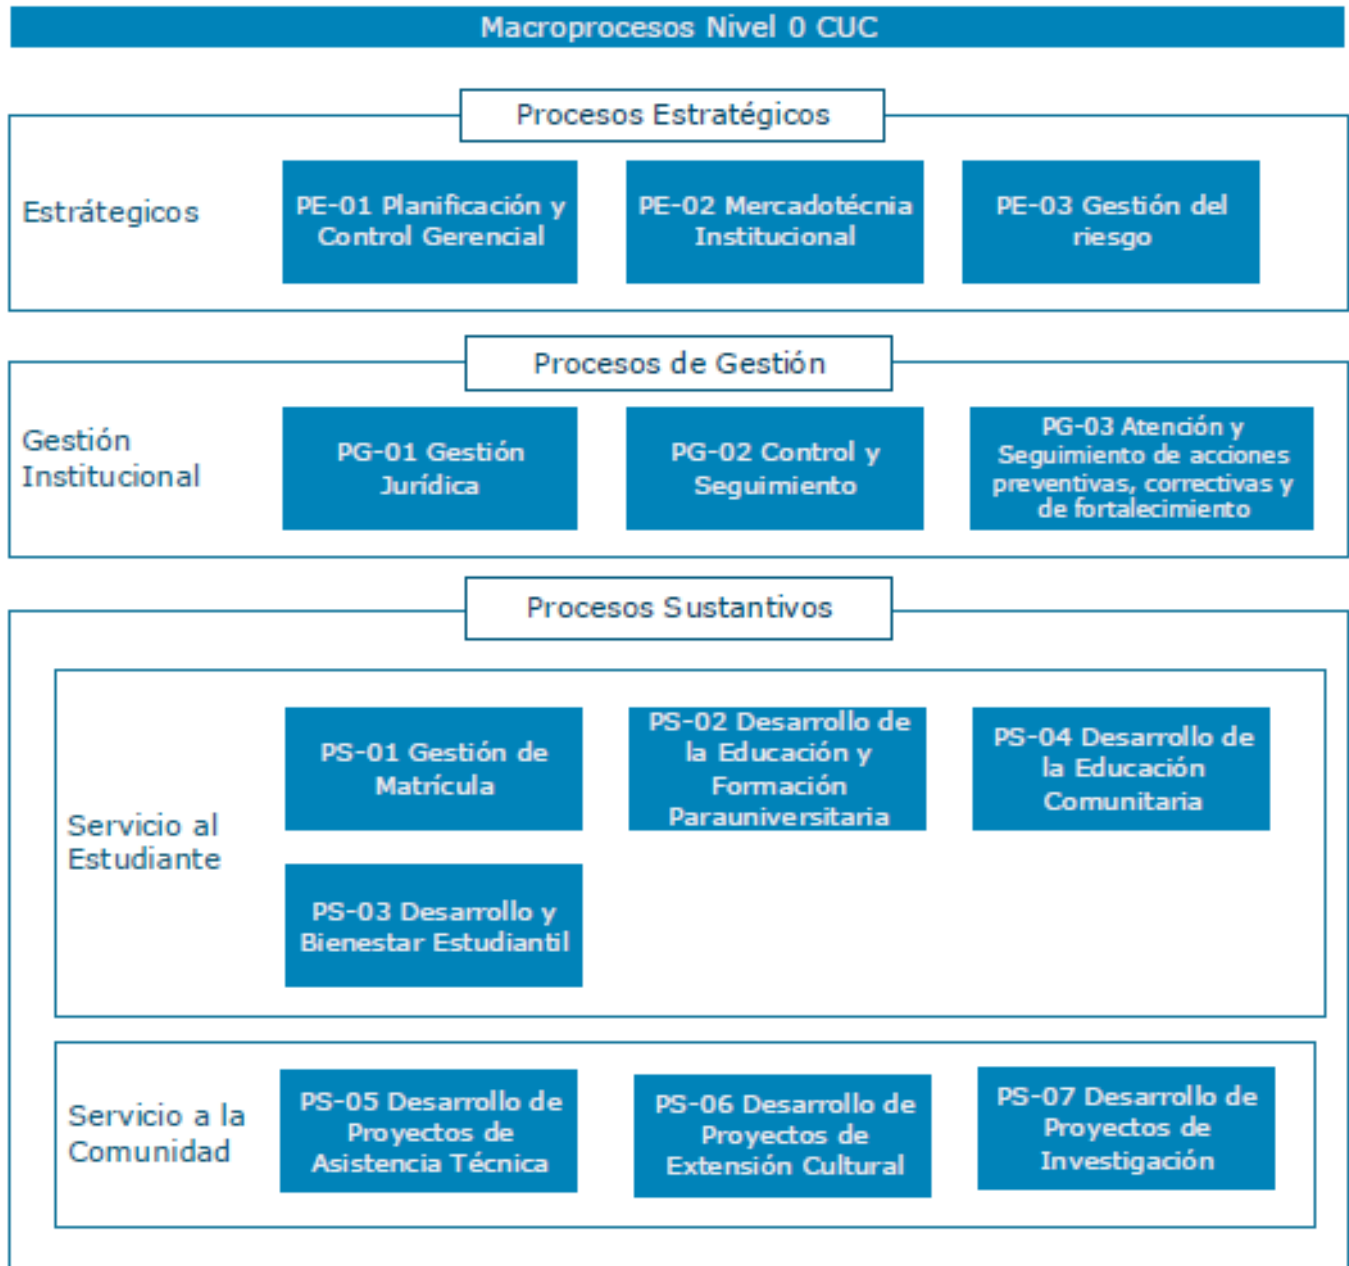 Macroprocesos Nivel 0 CUC
Procesos Estratégicos
Estrátegicos
PE-01 Planificación y
Control Gerencial
PE-02 Mercadotécnia
Institucional
PE-03 Gestión del
riesgo
Procesos de Gestión
Gestión
Institucional
PG-01 Gestión
Jurídica
PG-02 Control y
Seguimiento
PG-03 Atención y
Seguimiento de acciones
preventivas, correctivas y
de fortalecimiento
Procesos Sustantivos
Servicio al
Estudiante
PS-01 Gestión de
Matrícula
PS-02 Desarrollo de
la Educación y
Formación
Parauniversitaria
PS-04 Desarrollo de
la Educación
Comunitaria
PS-03 Desarrollo y
Bienestar Estudiantil
Servicio a la
Comunidad
PS-05 Desarrollo de
Proyectos de
Asistencia Técnica
PS-06 Desarrollo de
Proyectos de
Extensión Cultural
PS-07 Desarrollo de
Proyectos de
Investigación